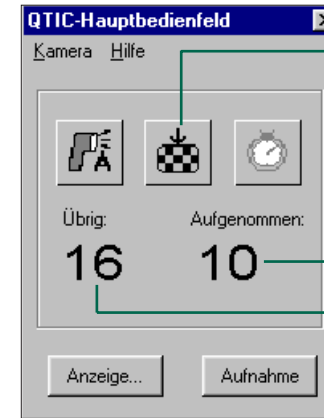 QTIC-Hauptbedienfeld
Kamera Hilfe
A
Übrig: Aufgenommen:
16 10
Anzeige... Aufnahme